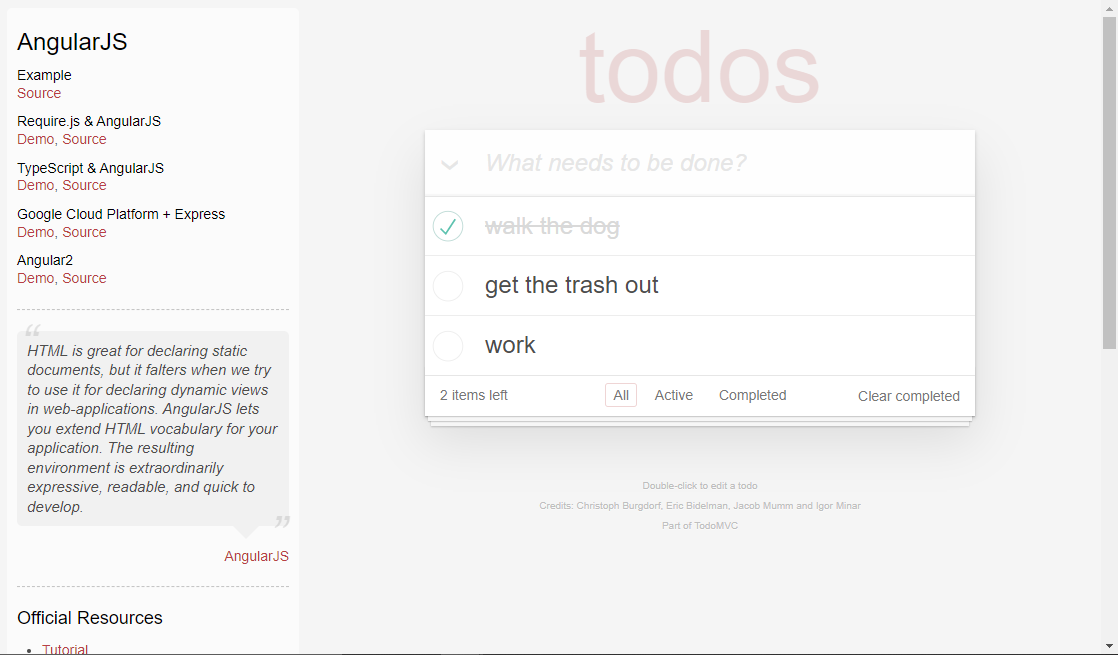 AngularJS
Example
Source
Require.js & AngularJS
Demo, Source
TypeScript & AngularJS
Demo, Source
Google Cloud Platform + Express
Demo, Source
Angular2
Demo, Source
“
HTML is great for declaring static
documents, but it falters when we try
to use it for declaring dynamic views
in web-applications. AngularJS lets
you extend HTML vocabulary for your
application. The resulting
environment is extraordinarily
expressive, readable, and quick to
develop.
”
AngularJS
Official Resources
• Tutorial
todos
What needs to be done?
walk the dog
get the trash out
work
2 items left All Active Completed Clear completed
Double-click to edit a todo
Credits: Christoph Burgdorf, Eric Bidelman, Jacob Mumm and Igor Minar
Part of TodoMVC